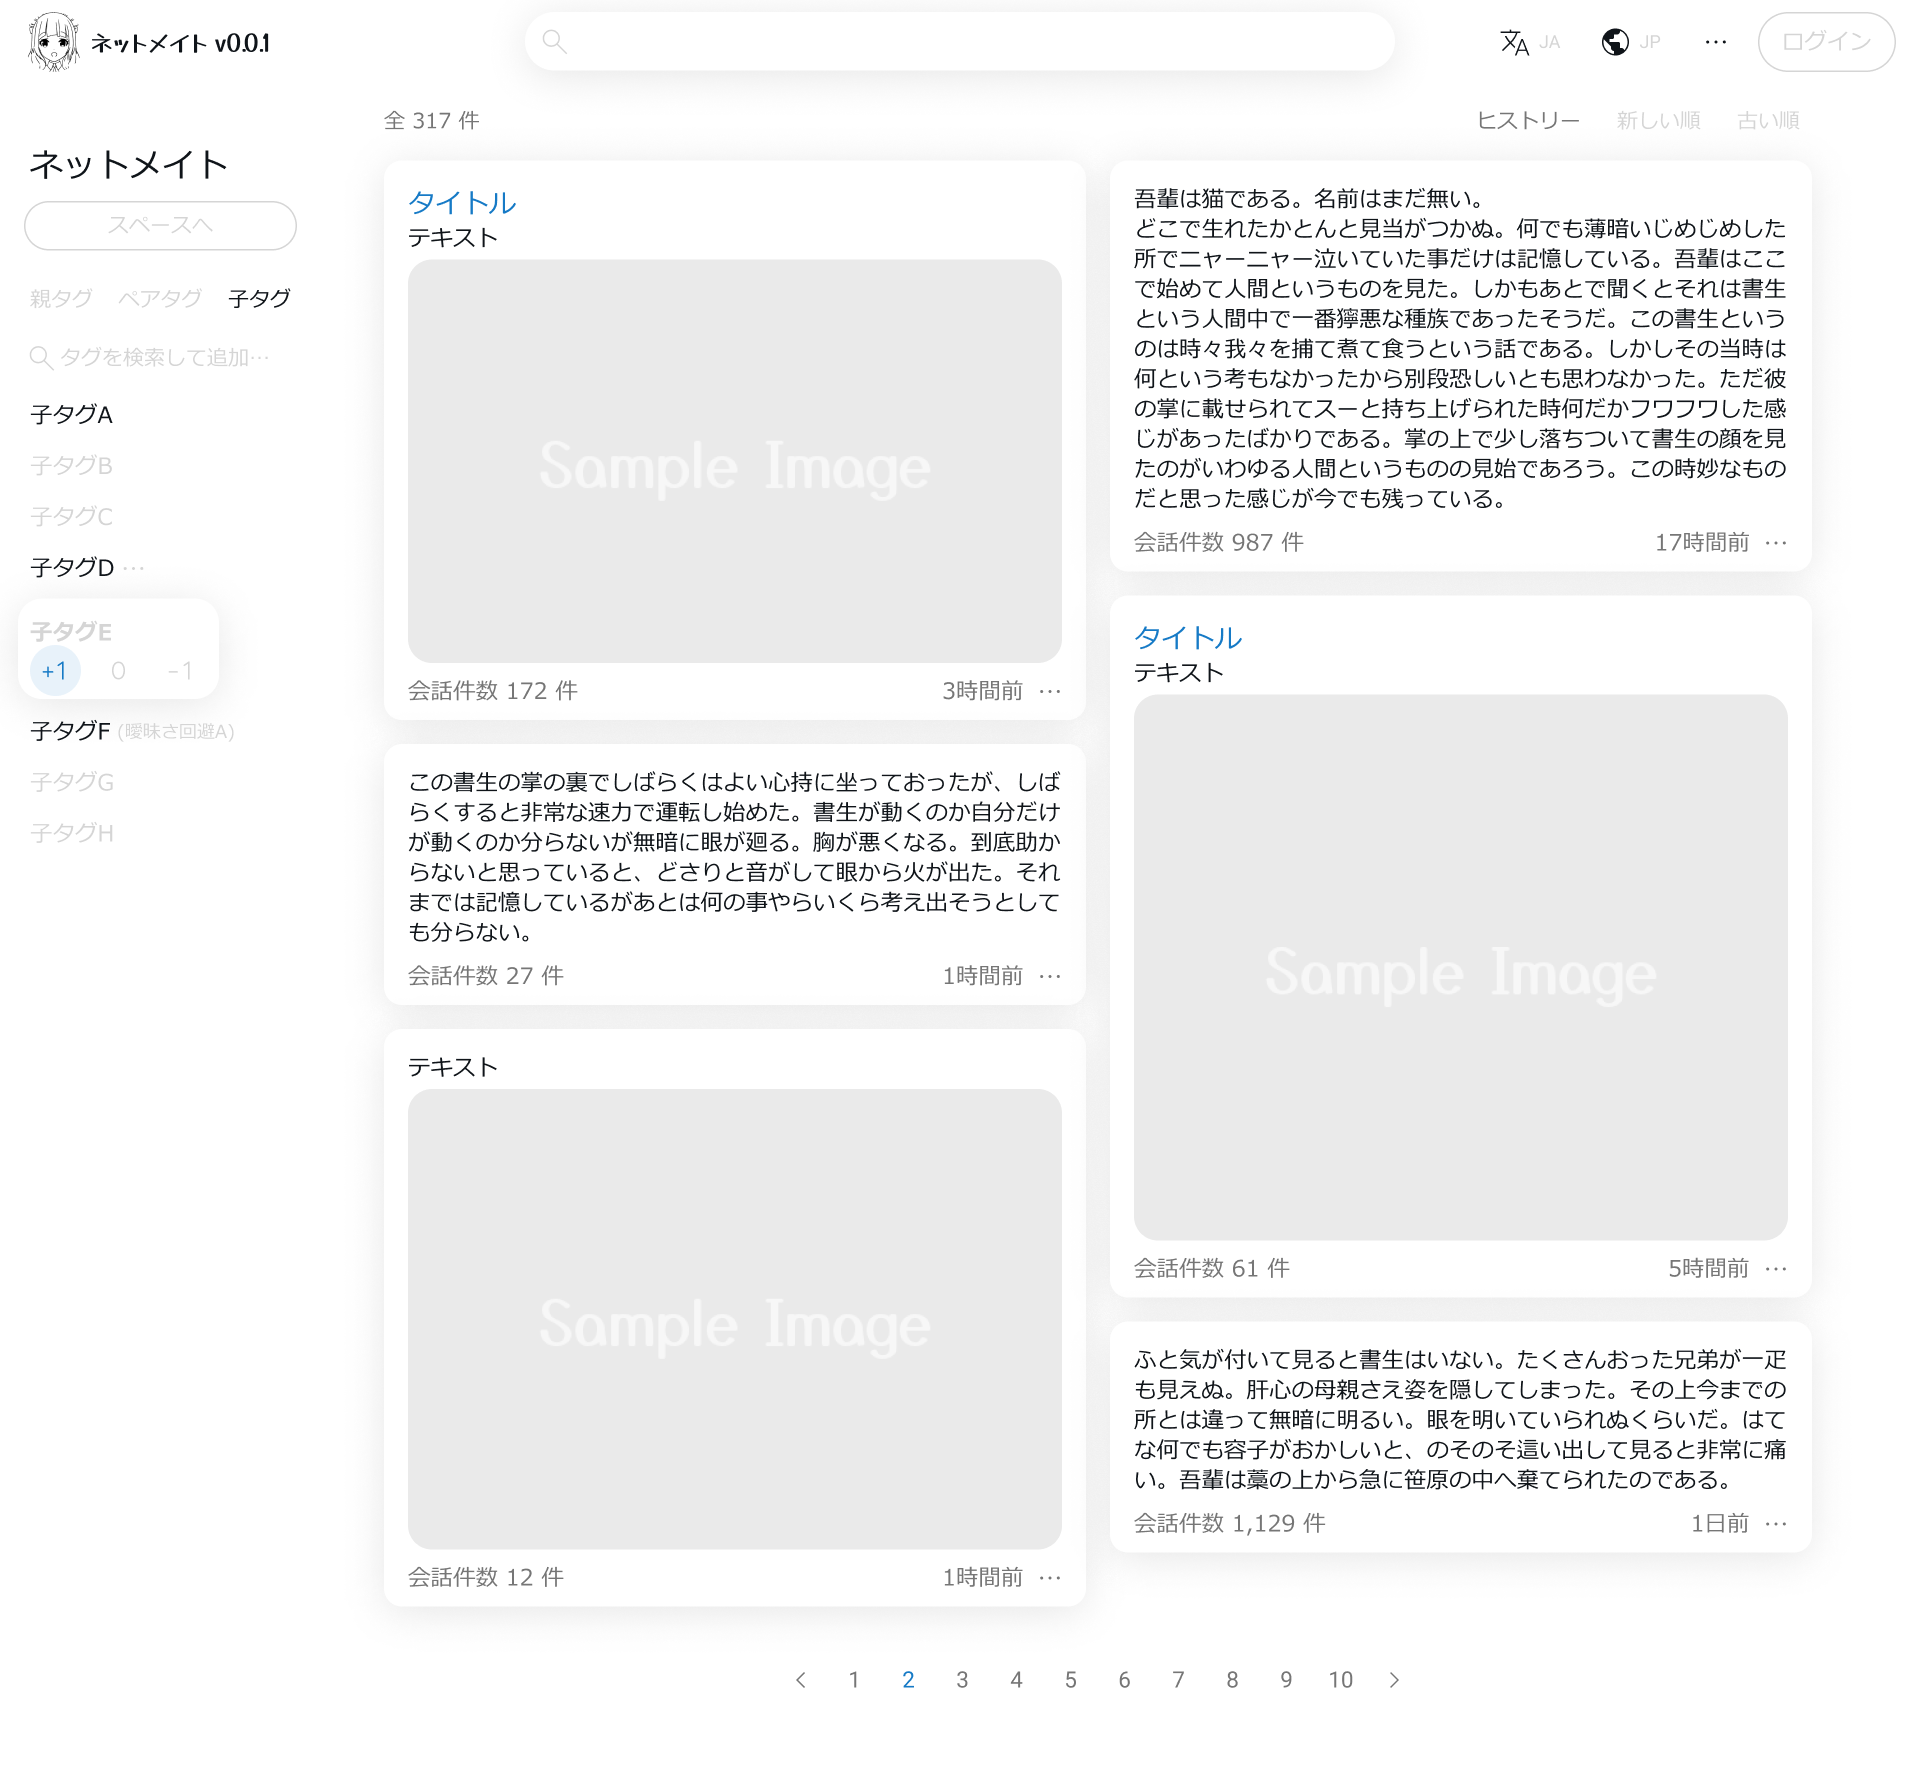 ネットメイト v0.0.1
JA
JP
…
ログイン
ネットメイト
スペースへ
親タグ ペアタグ 子タグ
タグを検索して追加…
子タグA
子タグB
子タグC
子タグD …
子タグE
+1 0 −1
子タグF (曖昧さ回避A)
子タグG
子タグH
全 317 件
ヒストリー 新しい順 古い順
タイトル
テキスト
Sample Image
会話件数 172 件 3時間前 …
この書生の掌の裏でしばらくはよい心持に坐っておったが、しば
らくすると非常な速力で運転し始めた。書生が動くのか自分だけ
が動くのか分らないが無暗に眼が廻る。胸が悪くなる。到底助か
らないと思っていると、どさりと音がして眼から火が出た。それ
までは記憶しているがあとは何の事やらいくら考え出そうとして
も分らない。
会話件数 27 件 1時間前 …
テキスト
Sample Image
会話件数 12 件 1時間前 …
吾輩は猫である。名前はまだ無い。
どこで生れたかとんと見当がつかぬ。何でも薄暗いじめじめした
所でニャーニャー泣いていた事だけは記憶している。吾輩はここ
で始めて人間というものを見た。しかもあとで聞くとそれは書生
という人間中で一番獰悪な種族であったそうだ。この書生という
のは時々我々を捕て煮て食うという話である。しかしその当時は
何という考もなかったから別段恐しいとも思わなかった。ただ彼
の掌に載せられてスーと持ち上げられた時何だかフワフワした感
じがあったばかりである。掌の上で少し落ちついて書生の顔を見
たのがいわゆる人間というものの見始であろう。この時妙なもの
だと思った感じが今でも残っている。
会話件数 987 件 17時間前 …
タイトル
テキスト
Sample Image
会話件数 61 件 5時間前 …
ふと気が付いて見ると書生はいない。たくさんおった兄弟が一疋
も見えぬ。肝心の母親さえ姿を隠してしまった。その上今までの
所とは違って無暗に明るい。眼を明いていられぬくらいだ。はて
な何でも容子がおかしいと、のそのそ這い出して見ると非常に痛
い。吾輩は藁の上から急に笹原の中へ棄てられたのである。
会話件数 1,129 件 1日前 …
1 2 3 4 5 6 7 8 9 10